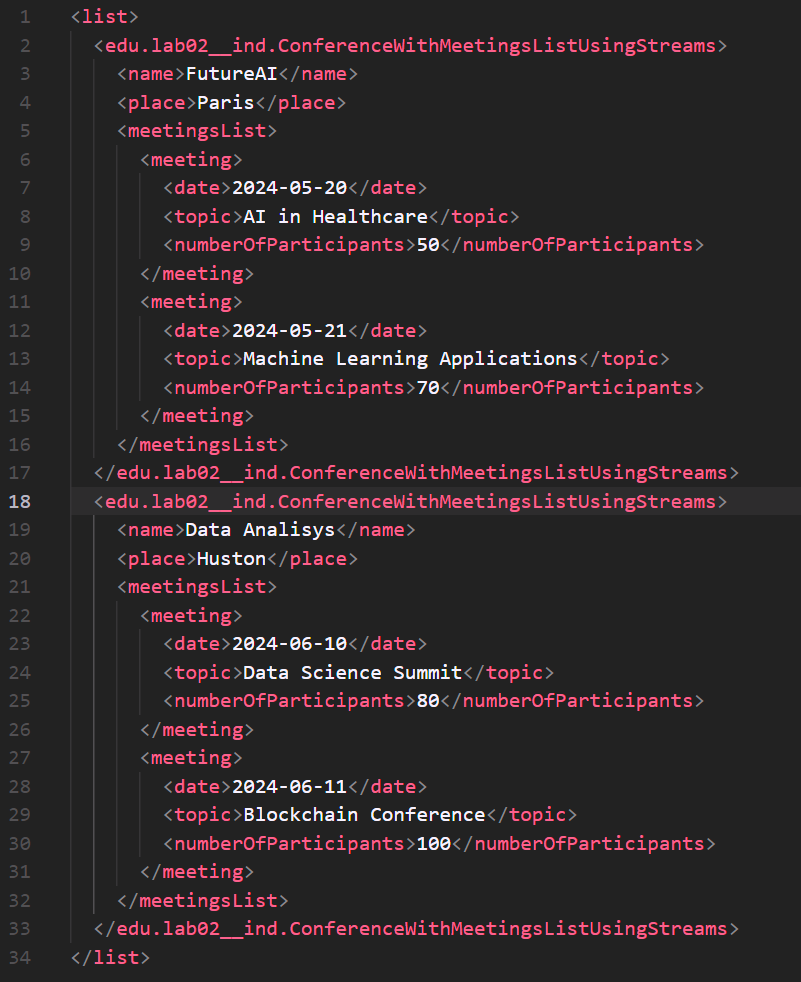 1 <list>
2 <edu.lab02__ind.ConferenceWithMeetingsListUsingStreams>
3 <name>FutureAI</name>
4 <place>Paris</place>
5 <meetingsList>
6 <meeting>
7 <date>2024-05-20</date>
8 <topic>AI in Healthcare</topic>
9 <numberOfParticipants>50</numberOfParticipants>
10 </meeting>
11 <meeting>
12 <date>2024-05-21</date>
13 <topic>Machine Learning Applications</topic>
14 <numberOfParticipants>70</numberOfParticipants>
15 </meeting>
16 </meetingsList>
17 </edu.lab02__ind.ConferenceWithMeetingsListUsingStreams>
18 <edu.lab02__ind.ConferenceWithMeetingsListUsingStreams>
19 <name>Data Analisys</name>
20 <place>Huston</place>
21 <meetingsList>
22 <meeting>
23 <date>2024-06-10</date>
24 <topic>Data Science Summit</topic>
25 <numberOfParticipants>80</numberOfParticipants>
26 </meeting>
27 <meeting>
28 <date>2024-06-11</date>
29 <topic>Blockchain Conference</topic>
30 <numberOfParticipants>100</numberOfParticipants>
31 </meeting>
32 </meetingsList>
33 </edu.lab02__ind.ConferenceWithMeetingsListUsingStreams>
34 </list>